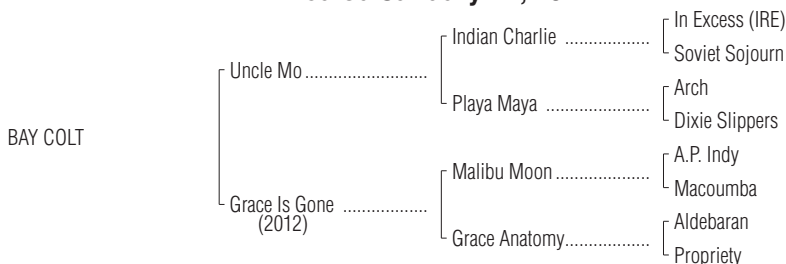 In Excess (IRE)
Indian Charlie ..................
Soviet Sojourn
Uncle Mo ..........................
Arch
Playa Maya ......................
Dixie Slippers
BAY COLT
A.P. Indy
Malibu Moon ....................
Macoumba
Grace Is Gone ..................
(2012)
Aldebaran
Grace Anatomy..................
Propriety